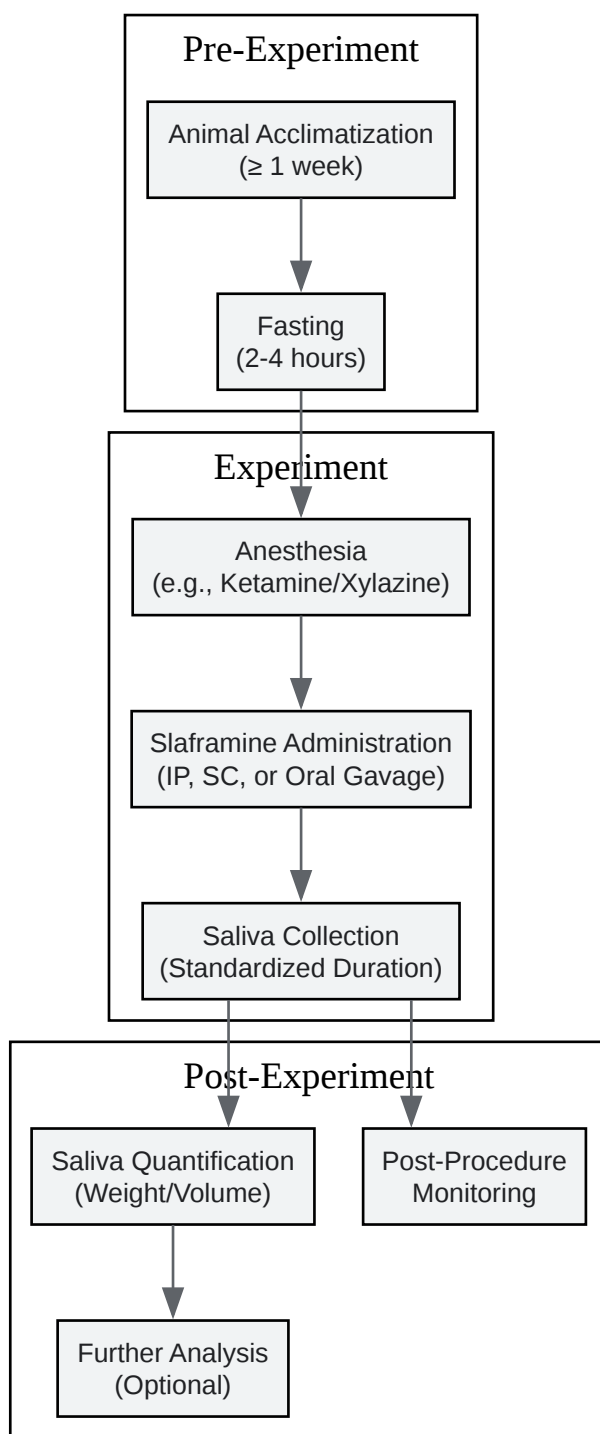 Pre-Experiment
Animal Acclimatization
(≥ 1 week)
Fasting
(2-4 hours)
Experiment
Anesthesia
(e.g., Ketamine/Xylazine)
Slaframine Administration
(IP, SC, or Oral Gavage)
Saliva Collection
(Standardized Duration)
Post-Experiment
Saliva Quantification
(Weight/Volume)
Post-Procedure
Monitoring
Further Analysis
(Optional)